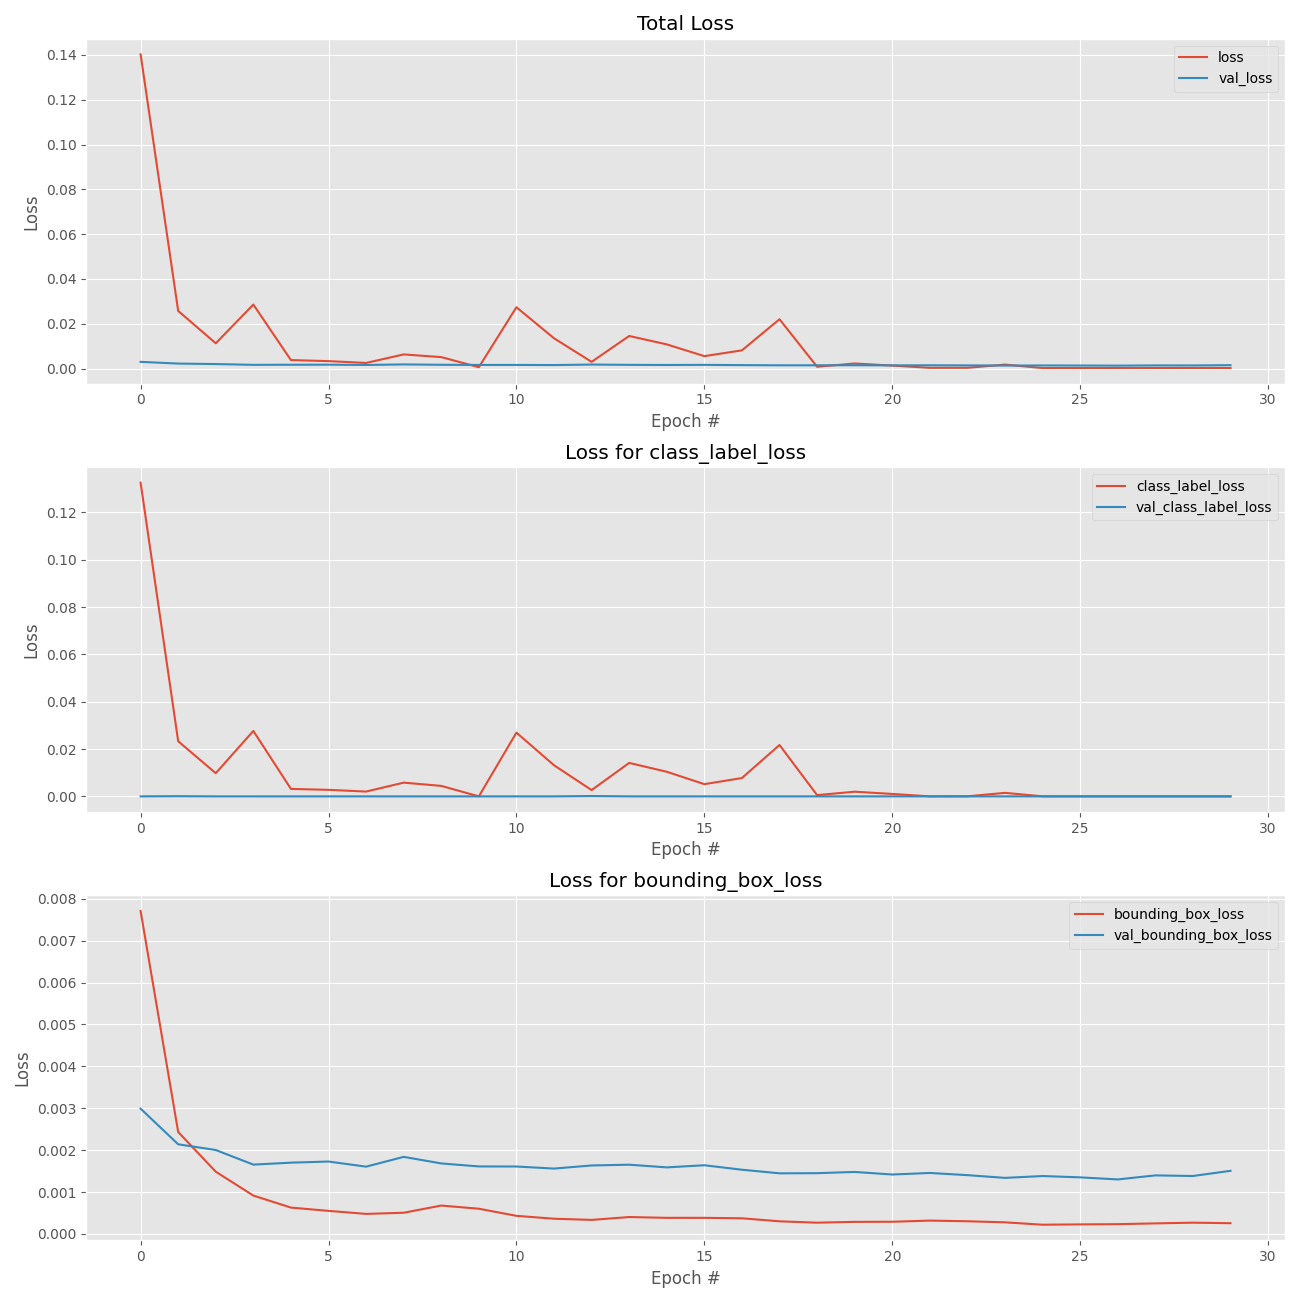 Total Loss
loss
val_loss
0.14
0.12
0.10
0.08
0.06
0.04
0.02
0.00
Loss
0 5 10 15 20 25 30
Epoch #
Loss for class_label_loss
class_label_loss
val_class_label_loss
0.12
0.10
0.08
0.06
0.04
0.02
0.00
Loss
0 5 10 15 20 25 30
Epoch #
Loss for bounding_box_loss
bounding_box_loss
val_bounding_box_loss
0.008
0.007
0.006
0.005
0.004
0.003
0.002
0.001
0.000
Loss
0 5 10 15 20 25 30
Epoch #